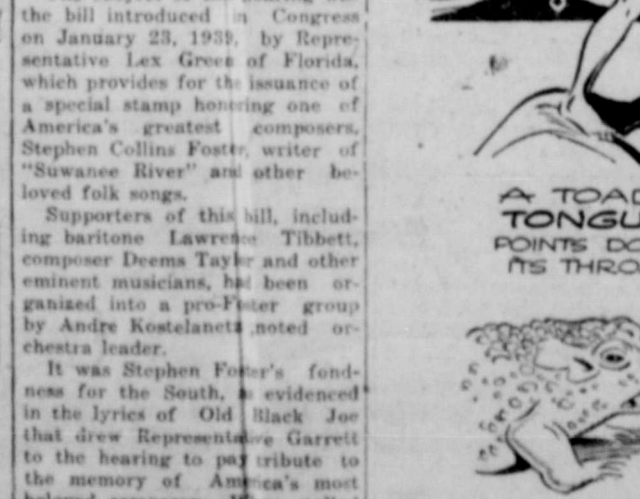 the bill introduced in Congress
on January 23, 1939, by Repre-
sentative Lex Green of Florida,
which provides for the issuance of
a special stamp honoring one of
America's greatest composers,
Stephen Collins Foster, writer of
"Suwanee River" and other be-
loved folk songs.
Supporters of this bill, includ-
ing baritone Lawrence Tibbett,
composer Deems Taylor and other
eminent musicians, had been or-
ganized into a pro-Foster group
by Andre Kostelanetz ,noted or-
chestra leader.
It was Stephen Foster's fond-
ness for the South, as evidenced
in the lyrics of Old Black Joe
that drew Representative Garrett
to the hearing to pay tribute to
the memory of America's most
A TOAD
TONGU
POINTS DO
ITS THRO